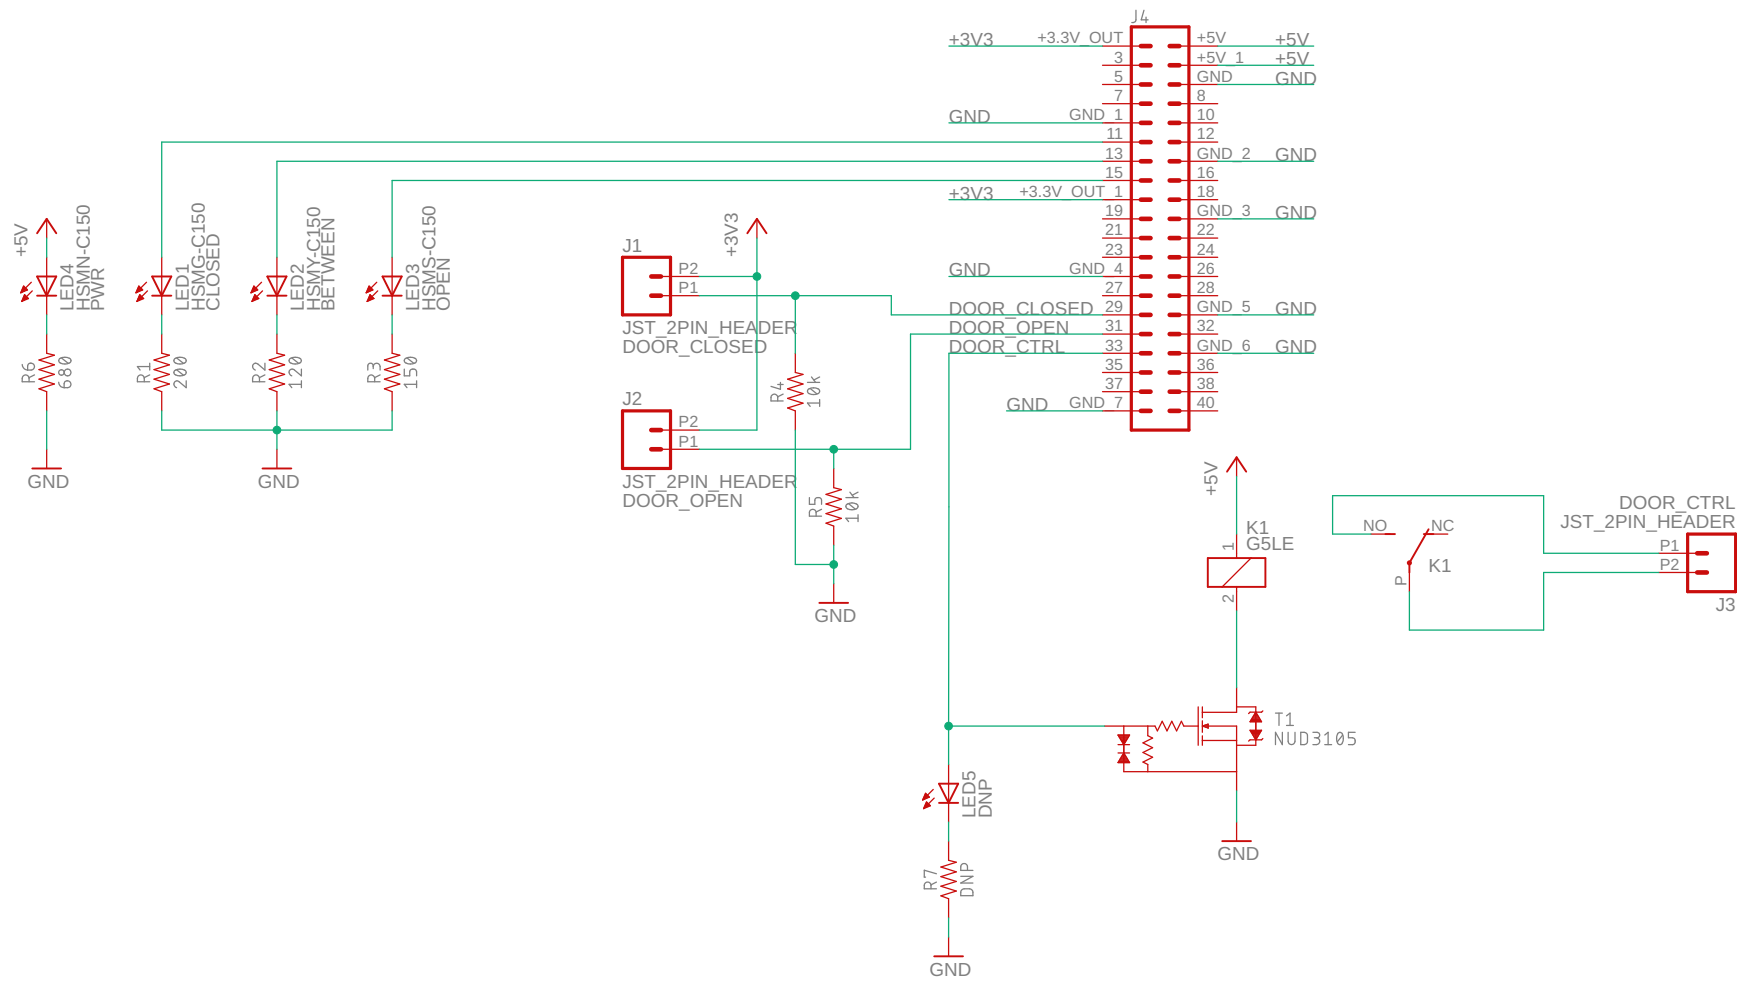 J4
+3V3 +3.3V_OUT +5V +5V
3 +5V_1 +5V
5 GND GND
7 8
GND GND_1 10
11 12
13 GND_2 GND
15 16
+3V3 +3.3V_OUT_1 18
19 GND_3 GND
21 22
23 24
GND GND_4 26
27 28
DOOR_CLOSED 29 GND_5 GND
DOOR_OPEN 31 32
DOOR_CTRL 33 GND_6 GND
35 36
37 38
GND GND_7 40
+5V
LED4
HSMN-C150
PWR
R6
680
GND
LED1
HSMG-C150
CLOSED
R1
200
LED2
HSMY-C150
BETWEEN
R2
120
GND
LED3
HSMS-C150
OPEN
R3
150
+3V3
J1
P2
P1
JST_2PIN_HEADER
DOOR_CLOSED
J2
P2
P1
JST_2PIN_HEADER
DOOR_OPEN
R4
10k
R5
10k
GND
+5V
K1
G5LE
1
2
T1
NUD3105
GND
LED5
DNP
R7
DNP
GND
NO
NC
P
K1
DOOR_CTRL
JST_2PIN_HEADER
P1
P2
J3